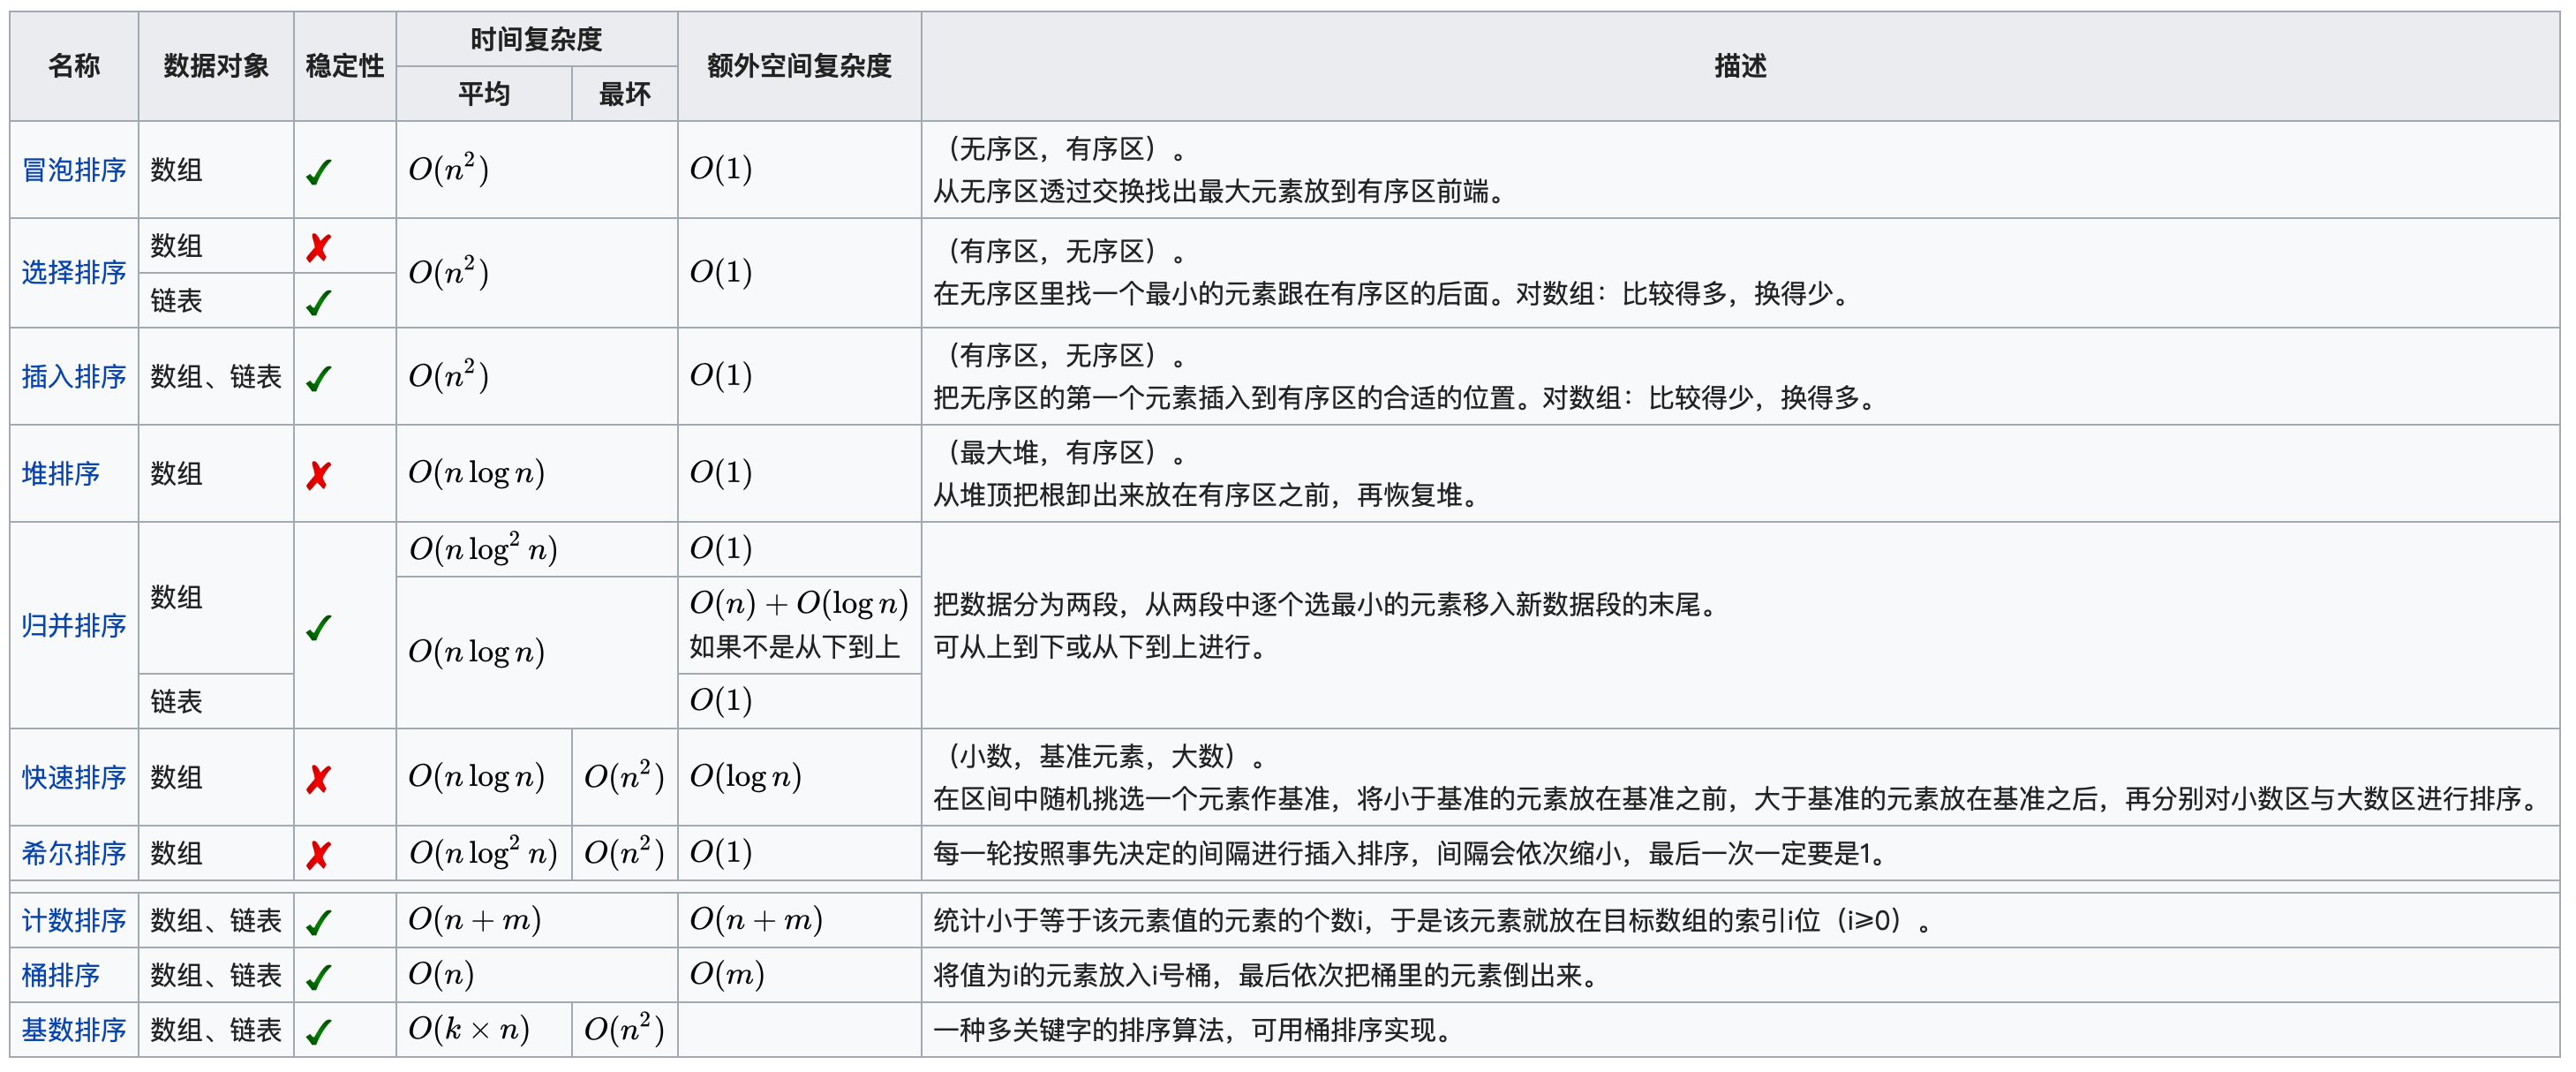 名称
数据对象
稳定性
时间复杂度
额外空间复杂度
描述
平均
最坏
冒泡排序
数组
✓
O(n²)
O(1)
（无序区，有序区）。
从无序区透过交换找出最大元素放到有序区前端。
选择排序
数组
✗
O(n²)
O(1)
（有序区，无序区）。
在无序区里找一个最小的元素跟在有序区的后面。对数组：比较得多，换得少。
链表
✓
插入排序
数组、链表
✓
O(n²)
O(1)
（有序区，无序区）。
把无序区的第一个元素插入到有序区的合适的位置。对数组：比较得少，换得多。
堆排序
数组
✗
O(n log n)
O(1)
（最大堆，有序区）。
从堆顶把根卸出来放在有序区之前，再恢复堆。
归并排序
数组
✓
O(n log² n)
O(1)
把数据分为两段，从两段中逐个选最小的元素移入新数据段的末尾。
可从上到下或从下到上进行。
O(n log n)
O(n) + O(log n)
如果不是从下到上
链表
O(1)
快速排序
数组
✗
O(n log n)
O(n²)
O(log n)
（小数，基准元素，大数）。
在区间中随机挑选一个元素作基准，将小于基准的元素放在基准之前，大于基准的元素放在基准之后，再分别对小数区与大数区进行排序。
希尔排序
数组
✗
O(n log² n)
O(n²)
O(1)
每一轮按照事先决定的间隔进行插入排序，间隔会依次缩小，最后一次一定要是1。
计数排序
数组、链表
✓
O(n + m)
O(n + m)
统计小于等于该元素值的元素的个数i，于是该元素就放在目标数组的索引i位（i⩾0）。
桶排序
数组、链表
✓
O(n)
O(m)
将值为i的元素放入i号桶，最后依次把桶里的元素倒出来。
基数排序
数组、链表
✓
O(k × n)
O(n²)
一种多关键字的排序算法，可用桶排序实现。